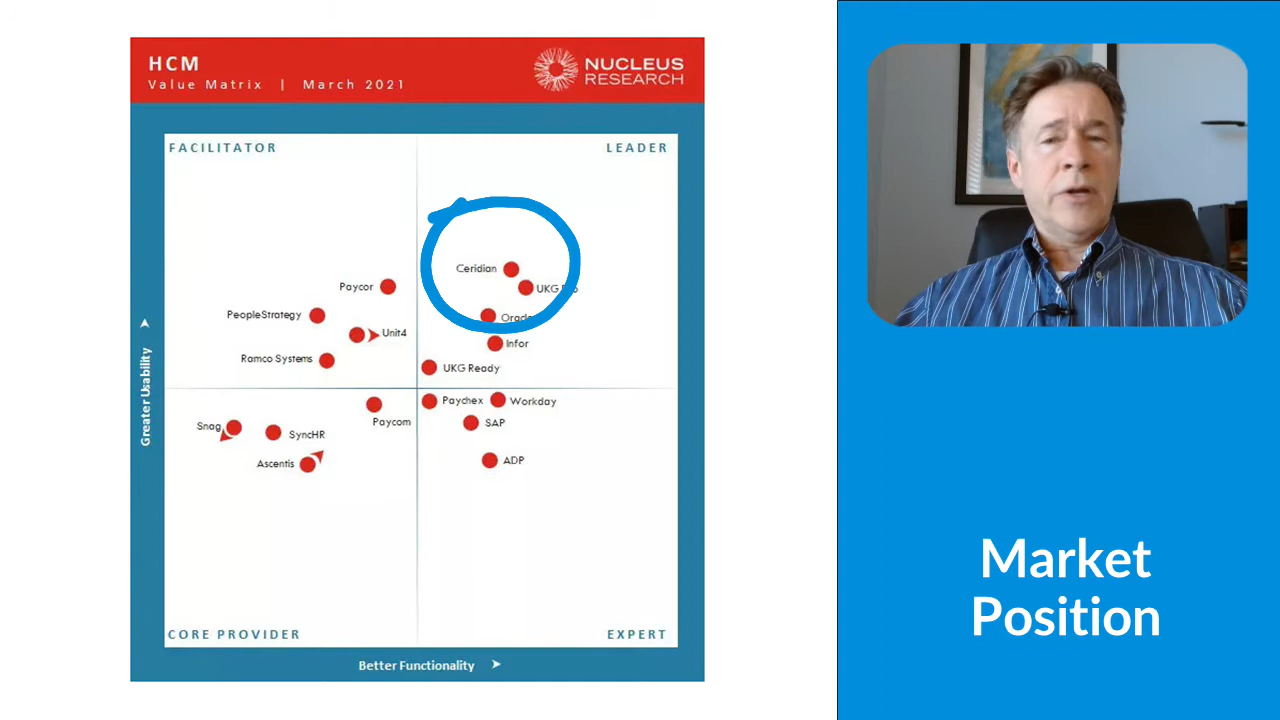 HCM
Value Matrix | March 2021
NUCLEUS
RESEARCH
FACILITATOR
LEADER
Ceridian
Paycor
UKG
PeopleStrategy
Unit4
Infor
Ramco Systems
UKG Ready
Paychex
Workday
Paycom
Snag
SyncHR
SAP
Ascentis
ADP
Greater Usability
CORE PROVIDER
EXPERT
Better Functionality
Market
Position